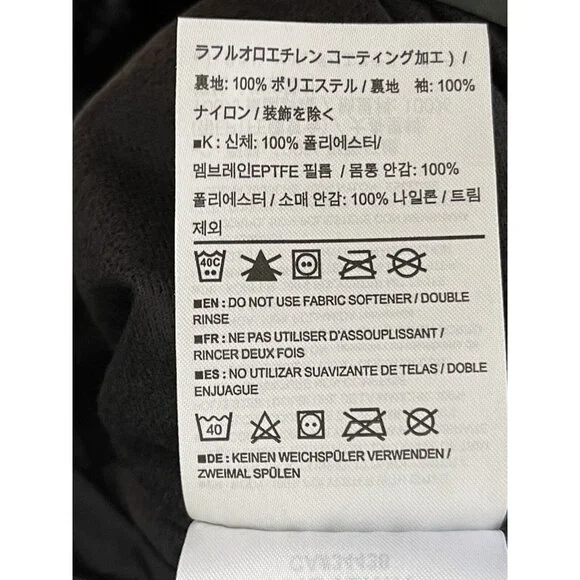 ラフルオロエチレン コーティング加工) /
裏地: 100% ポリエステル / 裏地 袖: 100%
ナイロン / 装飾を除く
■K : 신체: 100% 폴리에스터/
멤브레인EPTFE 필름 / 몸통 안감: 100%
폴리에스터 / 소매 안감: 100% 나일론 / 트림
제외
40C
■EN : DO NOT USE FABRIC SOFTENER / DOUBLE
RINSE
■FR : NE PAS UTILISER D'ASSOUPLISSANT /
RINCER DEUX FOIS
■ES : NO UTILIZAR SUAVIZANTE DE TELAS / DOBLE
ENJUAGUE
40
■DE : KEINEN WEICHSPÜLER VERWENDEN /
ZWEIMAL SPÜLEN